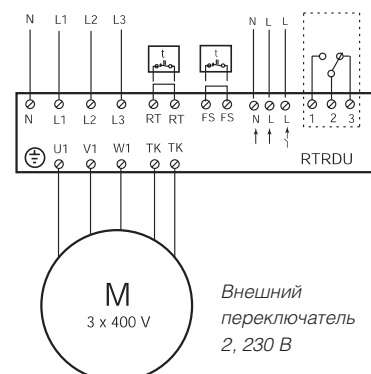 N L1 L2 L3 N L L
t t
N L1 L2 L3 RT RT FS FS N L L 1 2 3
RTRDU
U1 V1 W1 TK TK
M
3 x 400 V
Внешний
переключатель
2, 230 В